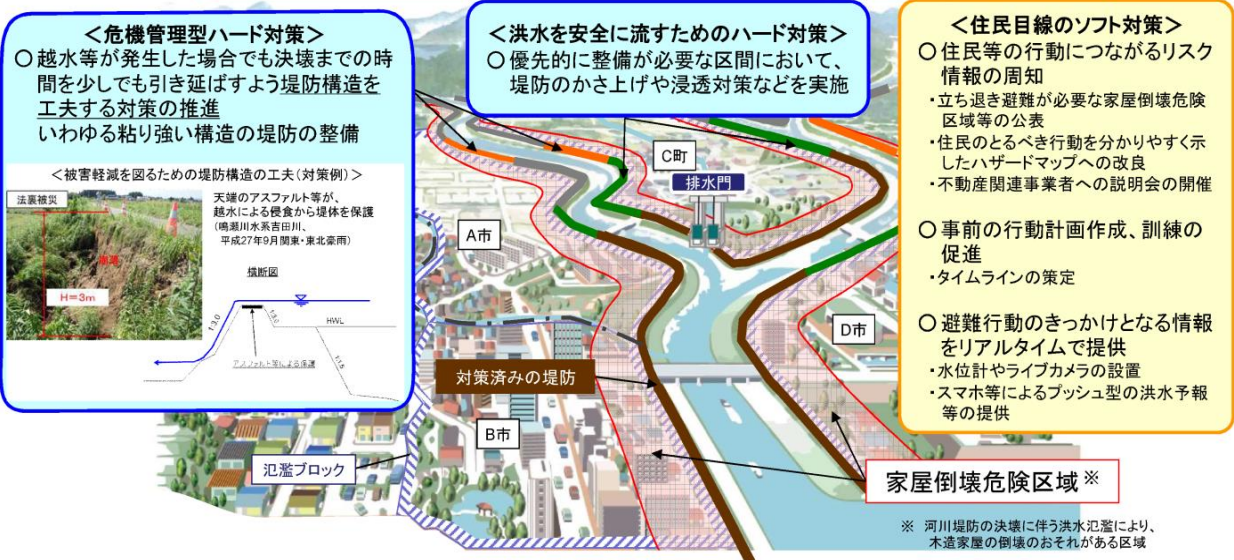 ＜危機管理型ハード対策＞
○ 越水等が発生した場合でも決壊までの時
間を少しでも引き延ばすよう堤防構造を
工夫する対策の推進
いわゆる粘り強い構造の堤防の整備
＜被害軽減を図るための堤防構造の工夫（対策例）＞
法裏被災
H＝3m
天端のアスファルト等が、
越水による侵食から堤体を保護
（鳴瀬川水系吉田川、
平成27年9月関東・東北豪雨）
横断図
HWL
1:3.0
1:3.0
1:1.5
アスファルト等による保護
＜洪水を安全に流すためのハード対策＞
○ 優先的に整備が必要な区間において、
堤防のかさ上げや浸透対策などを実施
＜住民目線のソフト対策＞
○ 住民等の行動につながるリスク
情報の周知
・立ち退き避難が必要な家屋倒壊危険
区域等の公表
・住民のとるべき行動を分かりやすく示
したハザードマップへの改良
・不動産関連事業者への説明会の開催
○ 事前の行動計画作成、訓練の
促進
・タイムラインの策定
○ 避難行動のきっかけとなる情報
をリアルタイムで提供
・水位計やライブカメラの設置
・スマホ等によるプッシュ型の洪水予報
等の提供
C町
排水門
A市
D市
対策済みの堤防
B市
氾濫ブロック
家屋倒壊危険区域※
※ 河川堤防の決壊に伴う洪水氾濫により、
木造家屋の倒壊のおそれがある区域